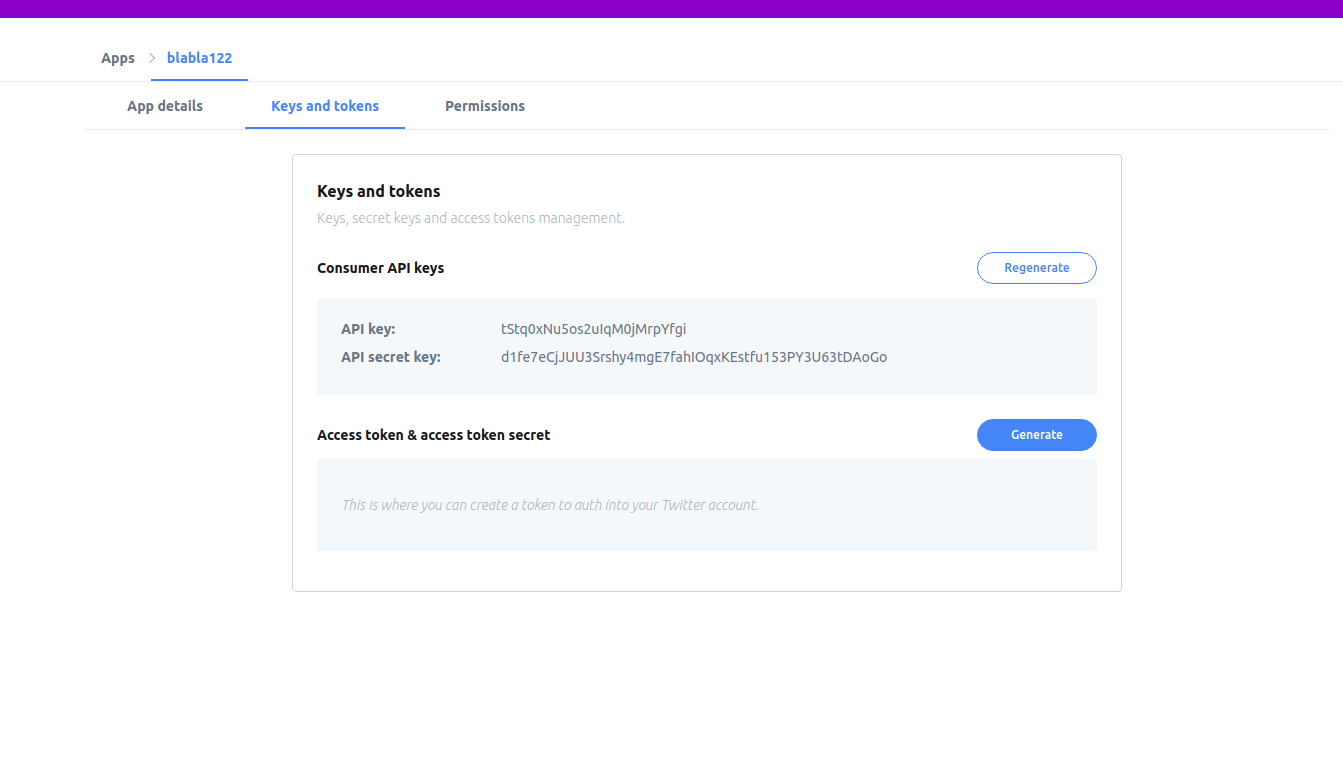 Apps > blabla122
App details Keys and tokens Permissions
Keys and tokens
Keys, secret keys and access tokens management.
Consumer API keys Regenerate
API key: tStq0xNu5os2uIqM0jMrpYfgi
API secret key: d1fe7eCjJUU3Srshy4mgE7fahIOqxKEstfu153PY3U63tDAoGo
Access token & access token secret Generate
This is where you can create a token to auth into your Twitter account.